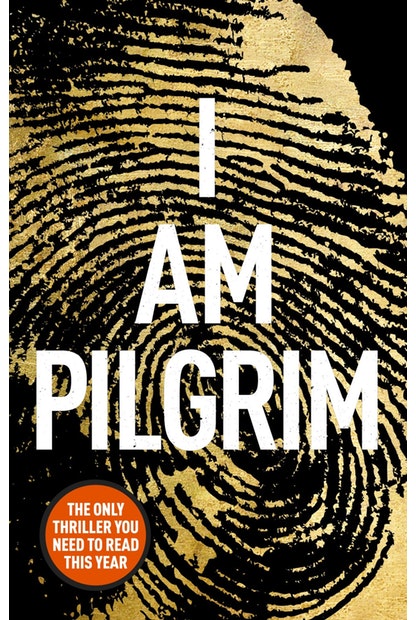 I
AM
PILGRIM
THE ONLY
THRILLER YOU
NEED TO READ
THIS YEAR